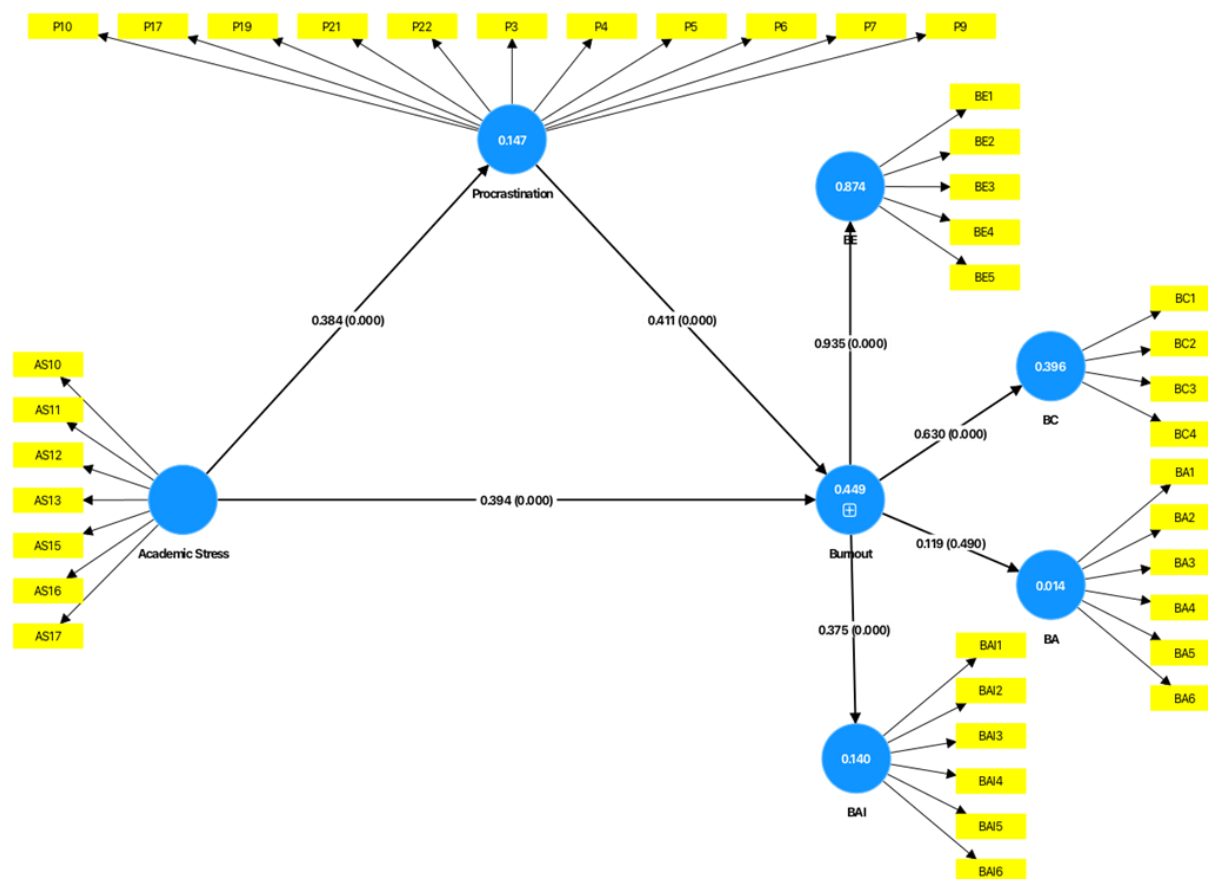 P10
P17
P19
P21
P22
P3
P4
P5
P6
P7
P9
0.147
Procrastination
BE1
BE2
BE3
BE4
BE5
0.874
BE
0.384 (0.000)
0.411 (0.000)
0.935 (0.000)
BC1
BC2
BC3
BC4
0.396
BC
0.630 (0.000)
AS10
AS11
AS12
AS13
AS15
AS16
AS17
Academic Stress
0.394 (0.000)
0.449
Burnout
0.119 (0.490)
BA1
BA2
BA3
BA4
BA5
BA6
0.014
BA
0.375 (0.000)
BAI1
BAI2
BAI3
BAI4
BAI5
BAI6
0.140
BAI